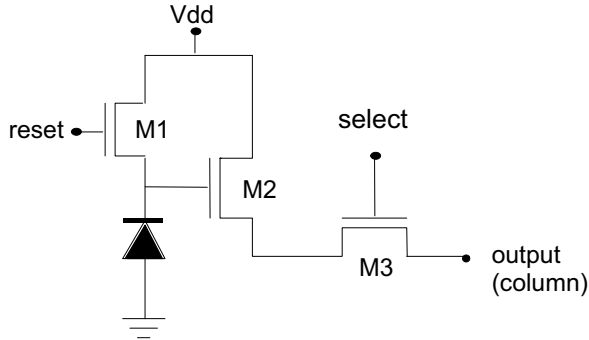 Vdd
reset
M1
select
M2
M3
output
(column)